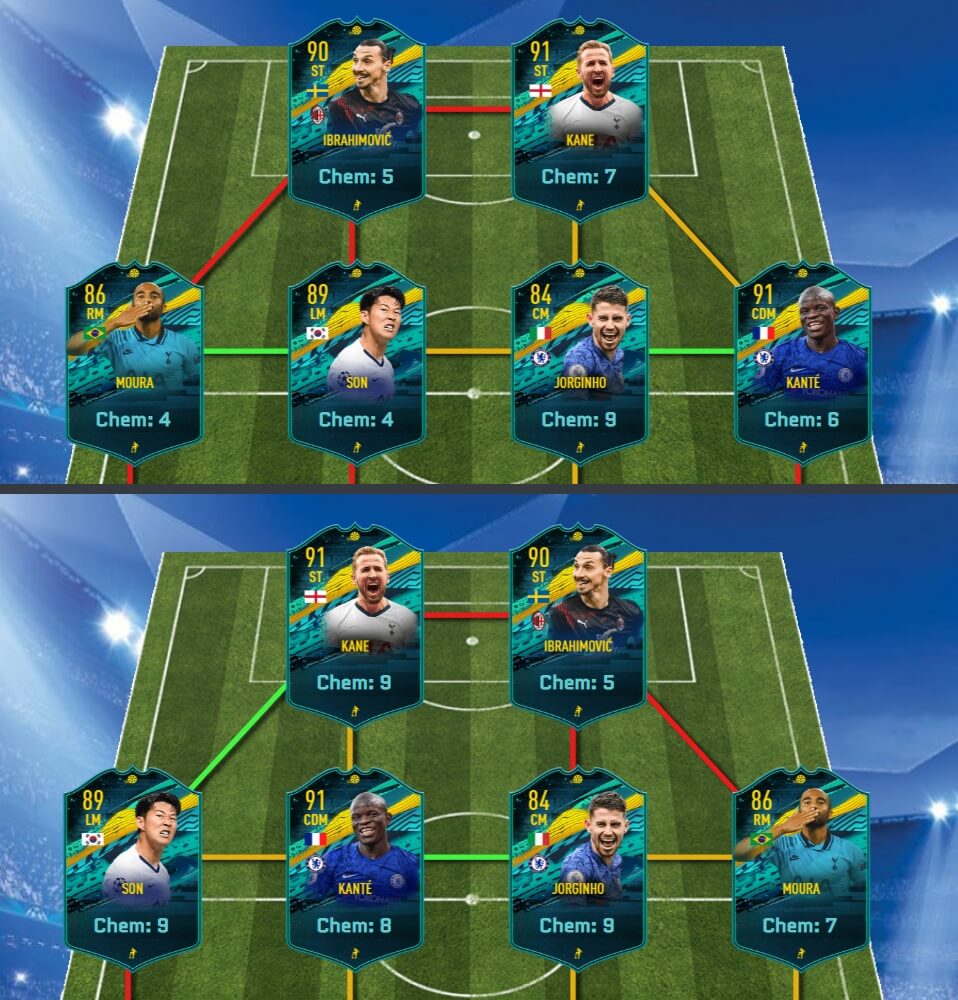 90
ST
IBRAHIMOVIĆ
Chem: 5
91
ST
KANE
Chem: 7
86
RM
MOURA
Chem: 4
89
LM
SON
Chem: 4
84
CM
JORGINHO
Chem: 9
91
CDM
KANTÉ
Chem: 6
91
ST
KANE
Chem: 9
90
ST
IBRAHIMOVIĆ
Chem: 5
89
LM
SON
Chem: 9
91
CDM
KANTÉ
Chem: 8
84
CM
JORGINHO
Chem: 9
86
RM
MOURA
Chem: 7